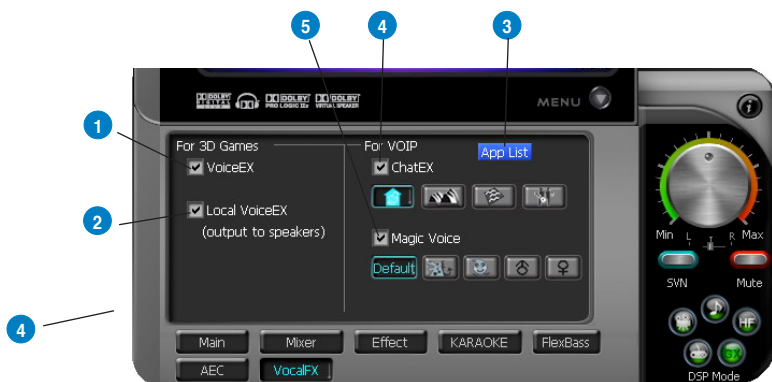 5
4
3
DOLBY DIGITAL
DOLBY PRO LOGIC IIx
DOLBY VIRTUAL SPEAKER
MENU
i
1
For 3D Games
For VOIP
App List
VoiceEX
ChatEX
2
Local VoiceEX
(output to speakers)
Magic Voice
Default
Min
L
R
Max
SVN
Mute
4
Main
Mixer
Effect
KARAOKE
FlexBass
HF
AEC
VocalFX
DSP Mode